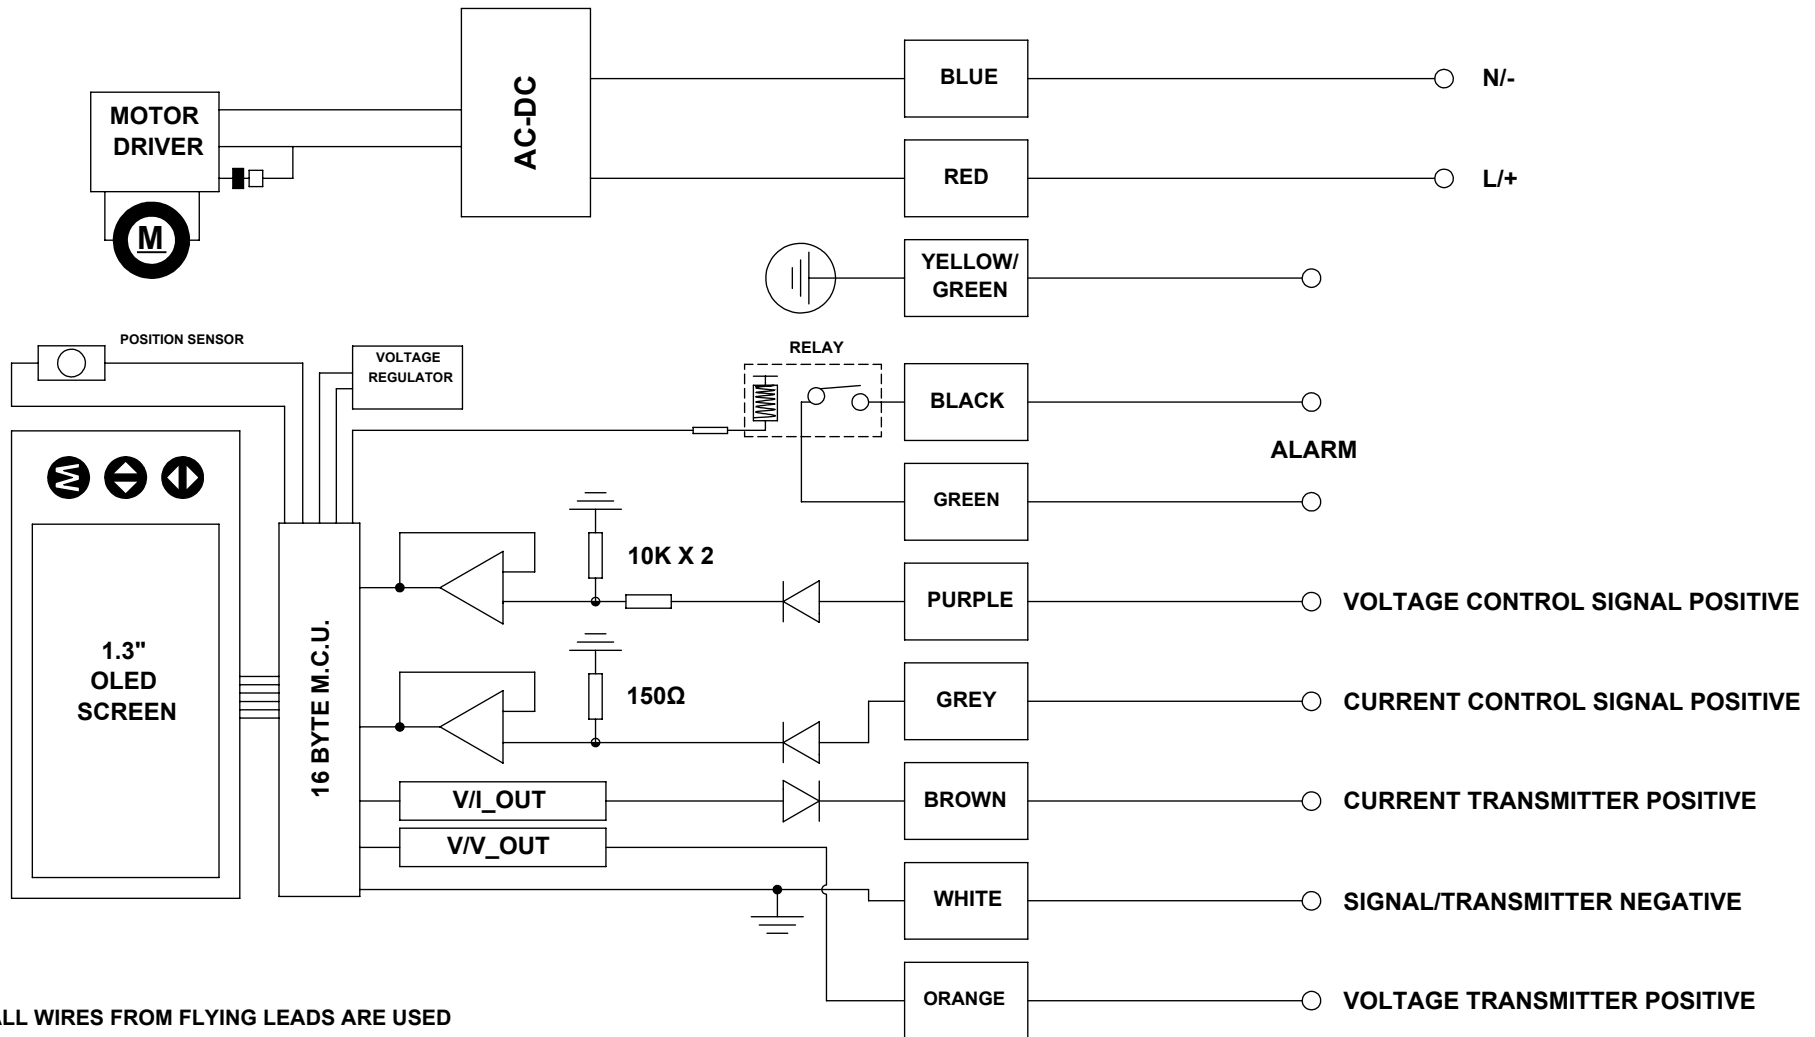 MOTOR
DRIVER
M
AC-DC
BLUE
N/-
RED
L/+
YELLOW/
GREEN
POSITION SENSOR
VOLTAGE
REGULATOR
RELAY
BLACK
ALARM
GREEN
M
10K X 2
PURPLE
VOLTAGE CONTROL SIGNAL POSITIVE
1.3"
OLED
SCREEN
16 BYTE M.C.U.
150Ω
GREY
CURRENT CONTROL SIGNAL POSITIVE
V/I_OUT
BROWN
CURRENT TRANSMITTER POSITIVE
V/V_OUT
WHITE
SIGNAL/TRANSMITTER NEGATIVE
ORANGE
VOLTAGE TRANSMITTER POSITIVE
ALL WIRES FROM FLYING LEADS ARE USED